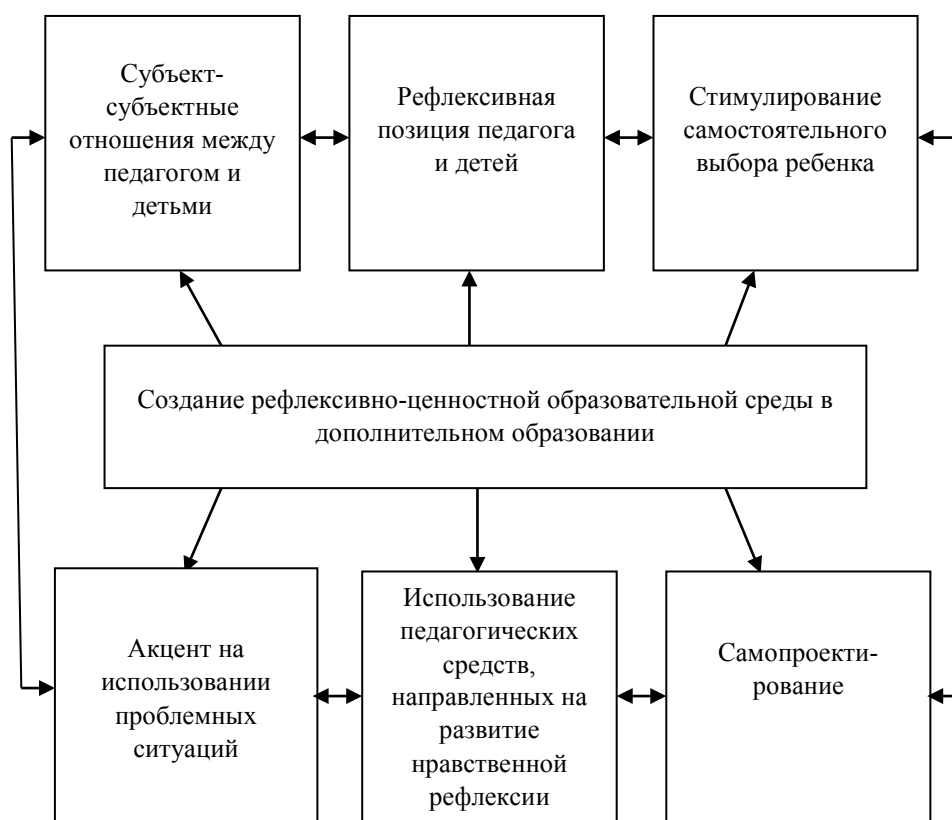 Субъект-
субъектные
отношения между
педагогом и
детьми
Рефлексивная
позиция педагога
и детей
Стимулирование
самостоятельного
выбора ребенка
Создание рефлексивно-ценностной образовательной среды в
дополнительном образовании
Акцент на
использовании
проблемных
ситуаций
Использование
педагогических
средств,
направленных на
развитие
нравственной
рефлексии
Самопроекти-
рование